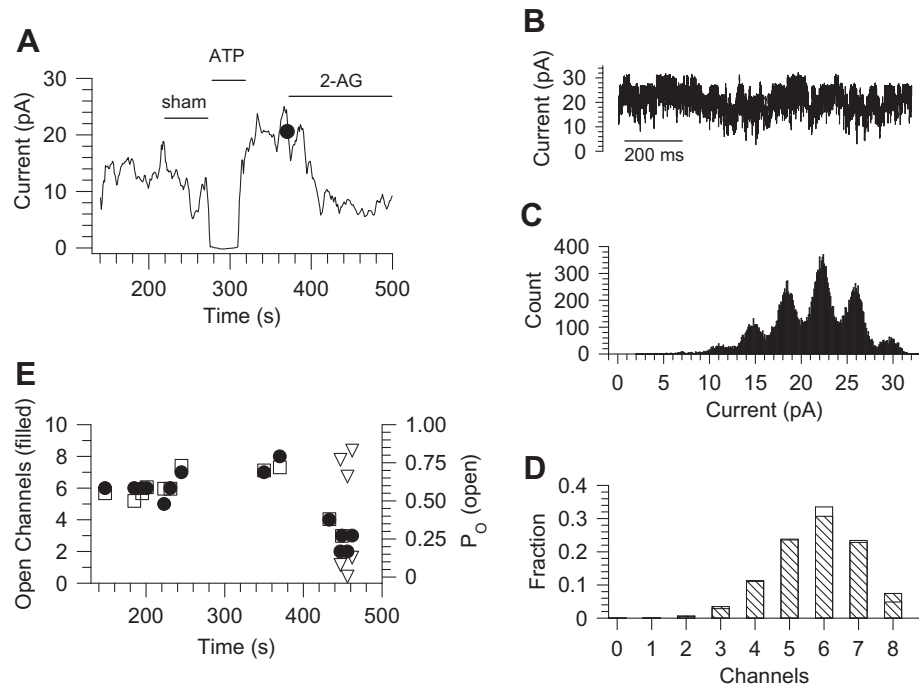 A
ATP
sham
2-AG
30
20
10
0
Current (pA)
200 300 400 500
Time (s)
B
Current (pA)
30
20
10
0
200 ms
C
Count
400
300
200
100
0
0 5 10 15 20 25 30
Current (pA)
E
Open Channels (filled)
10
8
6
4
2
0
1.00
0.75
0.50
0.25
0
P_O (open)
200 300 400 500
Time (s)
D
Fraction
0.4
0.3
0.2
0.1
0
0 1 2 3 4 5 6 7 8
Channels